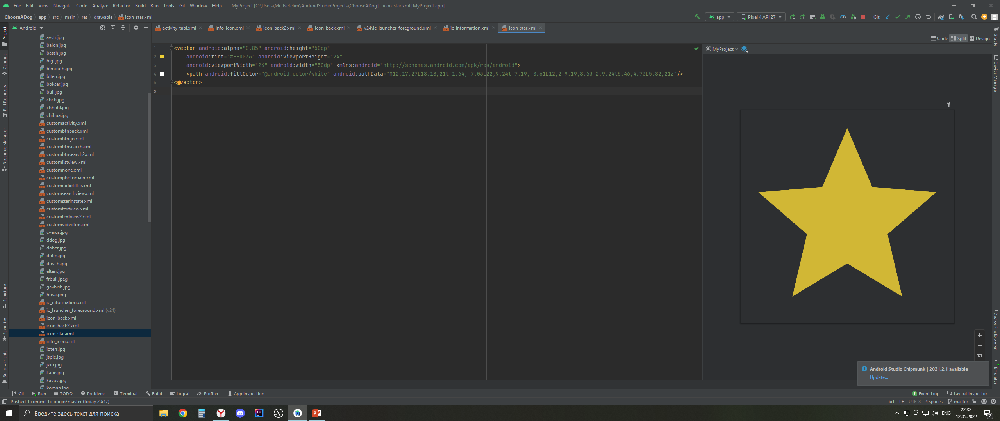 File Edit View Navigate Code Analyze Refactor Build Run Tools Git Window Help MyProject [C:\Users\Mr. Nefelim\AndroidStudioProjects\ChooseADog] - icon_star.xml [MyProject.app]
ChooseADog app src main res drawable icon_star.xml
app Pixel 4 API 27 Git:
Android
activity_tabl.xml info_icon.xml icon_back2.xml icon_back.xml v24\ic_launcher_foreground.xml ic_information.xml icon_star.xml
Code Split Design
MyProject
Project
Commit
Pull Requests
Resource Manager
Structure
Favorites
Build Variants
avstr.jpg
balon.jpg
bassh.jpg
bigl.jpg
blmouth.jpg
blterr.jpg
bokser.jpg
bull.jpg
chch.jpg
chhohl.jpg
chihua.jpg
customactivity.xml
custombtnback.xml
custombtngo.xml
custombtnsearch.xml
custombtnsearch2.xml
customlistview.xml
customnone.xml
customphotomain.xml
customradiofilter.xml
customsearchview.xml
customstarinstate.xml
customtextview.xml
customtextview2.xml
customvideofon.xml
cvergs.jpg
ddog.jpg
dober.jpg
dolm.jpg
dovch.jpg
elterr.jpg
frbull.jpeg
gavbish.jpg
hova.png
ic_information.xml
ic_launcher_foreground.xml (v24)
icon_back.xml
icon_back2.xml
icon_star.xml
info_icon.xml
ioterr.jpg
jspic.jpg
jxin.jpg
kane.jpg
kavov.jpg
koman.jpg
1 <vector android:alpha="0.85" android:height="50dp"
2 android:tint="#EFD036" android:viewportHeight="24"
3 android:viewportWidth="24" android:width="50dp" xmlns:android="http://schemas.android.com/apk/res/android">
4 <path android:fillColor="@android:color/white" android:pathData="M12,17.27L18.18,21l-1.64,-7.03L22,9.24l-7.19,-0.61L12,2 9.19,8.63 2,9.24l5.46,4.73L5.82,21z"/>
5 </vector>
6
Gradle
Device Manager
Device File Explorer
Emulator
1:1
Android Studio Chipmunk | 2021.2.1 available
Update...
Git Run TODO Problems Terminal Build Logcat Profiler App Inspection 5 Event Log Layout Inspector
Pushed 1 commit to origin/master (today 20:47) 6:1 LF UTF-8 4 spaces master
Введите здесь текст для поиска
ENG
22:32
12.05.2022
2